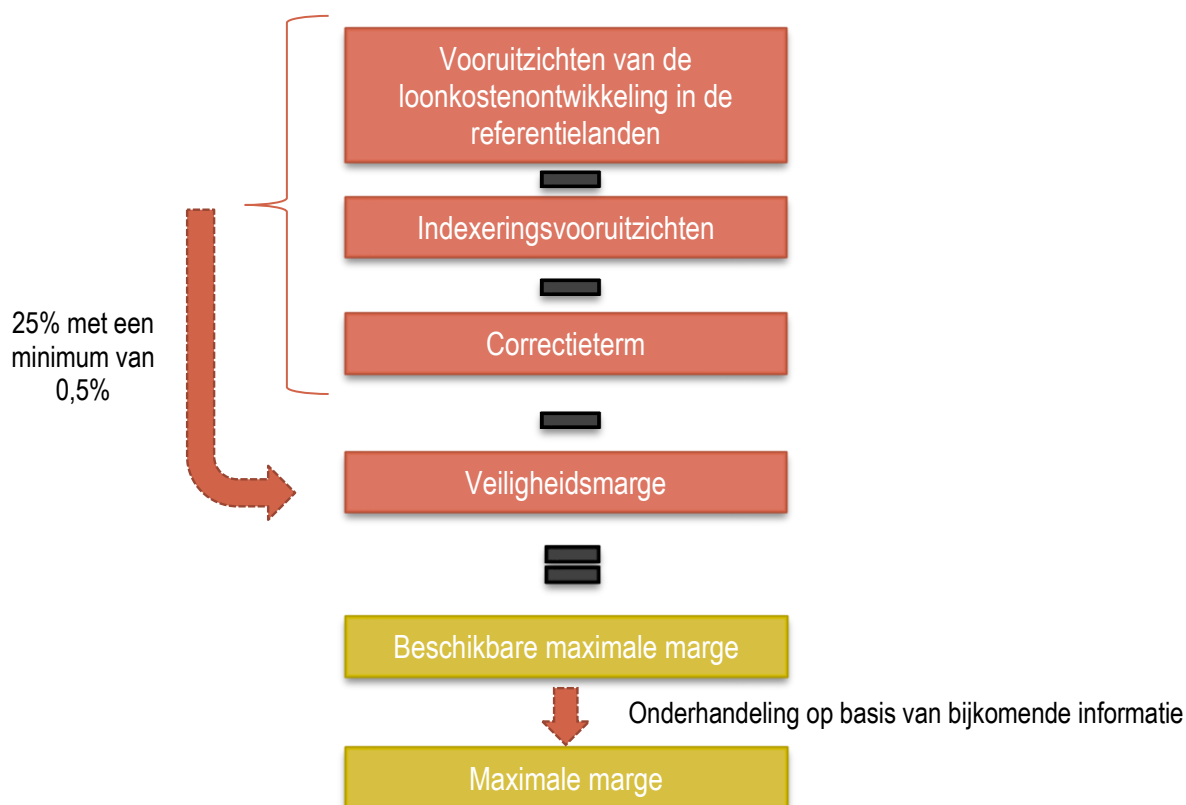 Vooruitzichten van de
loonkostenontwikkeling in de
referentielanden
Indexeringsvooruitzichten
25% met een
minimum van
0,5%
Correctieterm
Veiligheidsmarge
Beschikbare maximale marge
Onderhandeling op basis van bijkomende informatie
Maximale marge